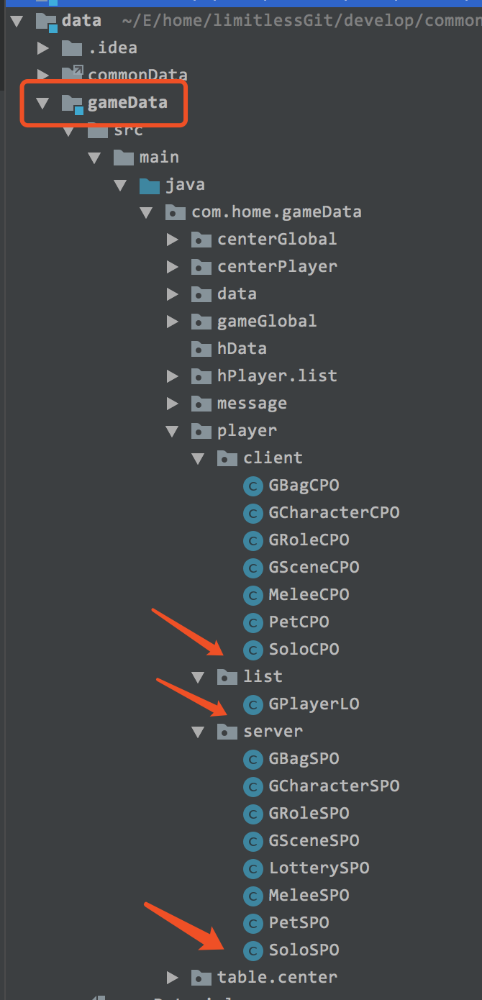 data ~/E/home/limitlessGit/develop/common
.idea
commonData
gameData
src
main
java
com.home.gameData
centerGlobal
centerPlayer
data
gameGlobal
hData
hPlayer.list
message
player
client
GBagCPO
GCharacterCPO
GRoleCPO
GSceneCPO
MeleeCPO
PetCPO
SoloCPO
list
GPlayerLO
server
GBagSPO
GCharacterSPO
GRoleSPO
GSceneSPO
LotterySPO
MeleeSPO
PetSPO
SoloSPO
table.center